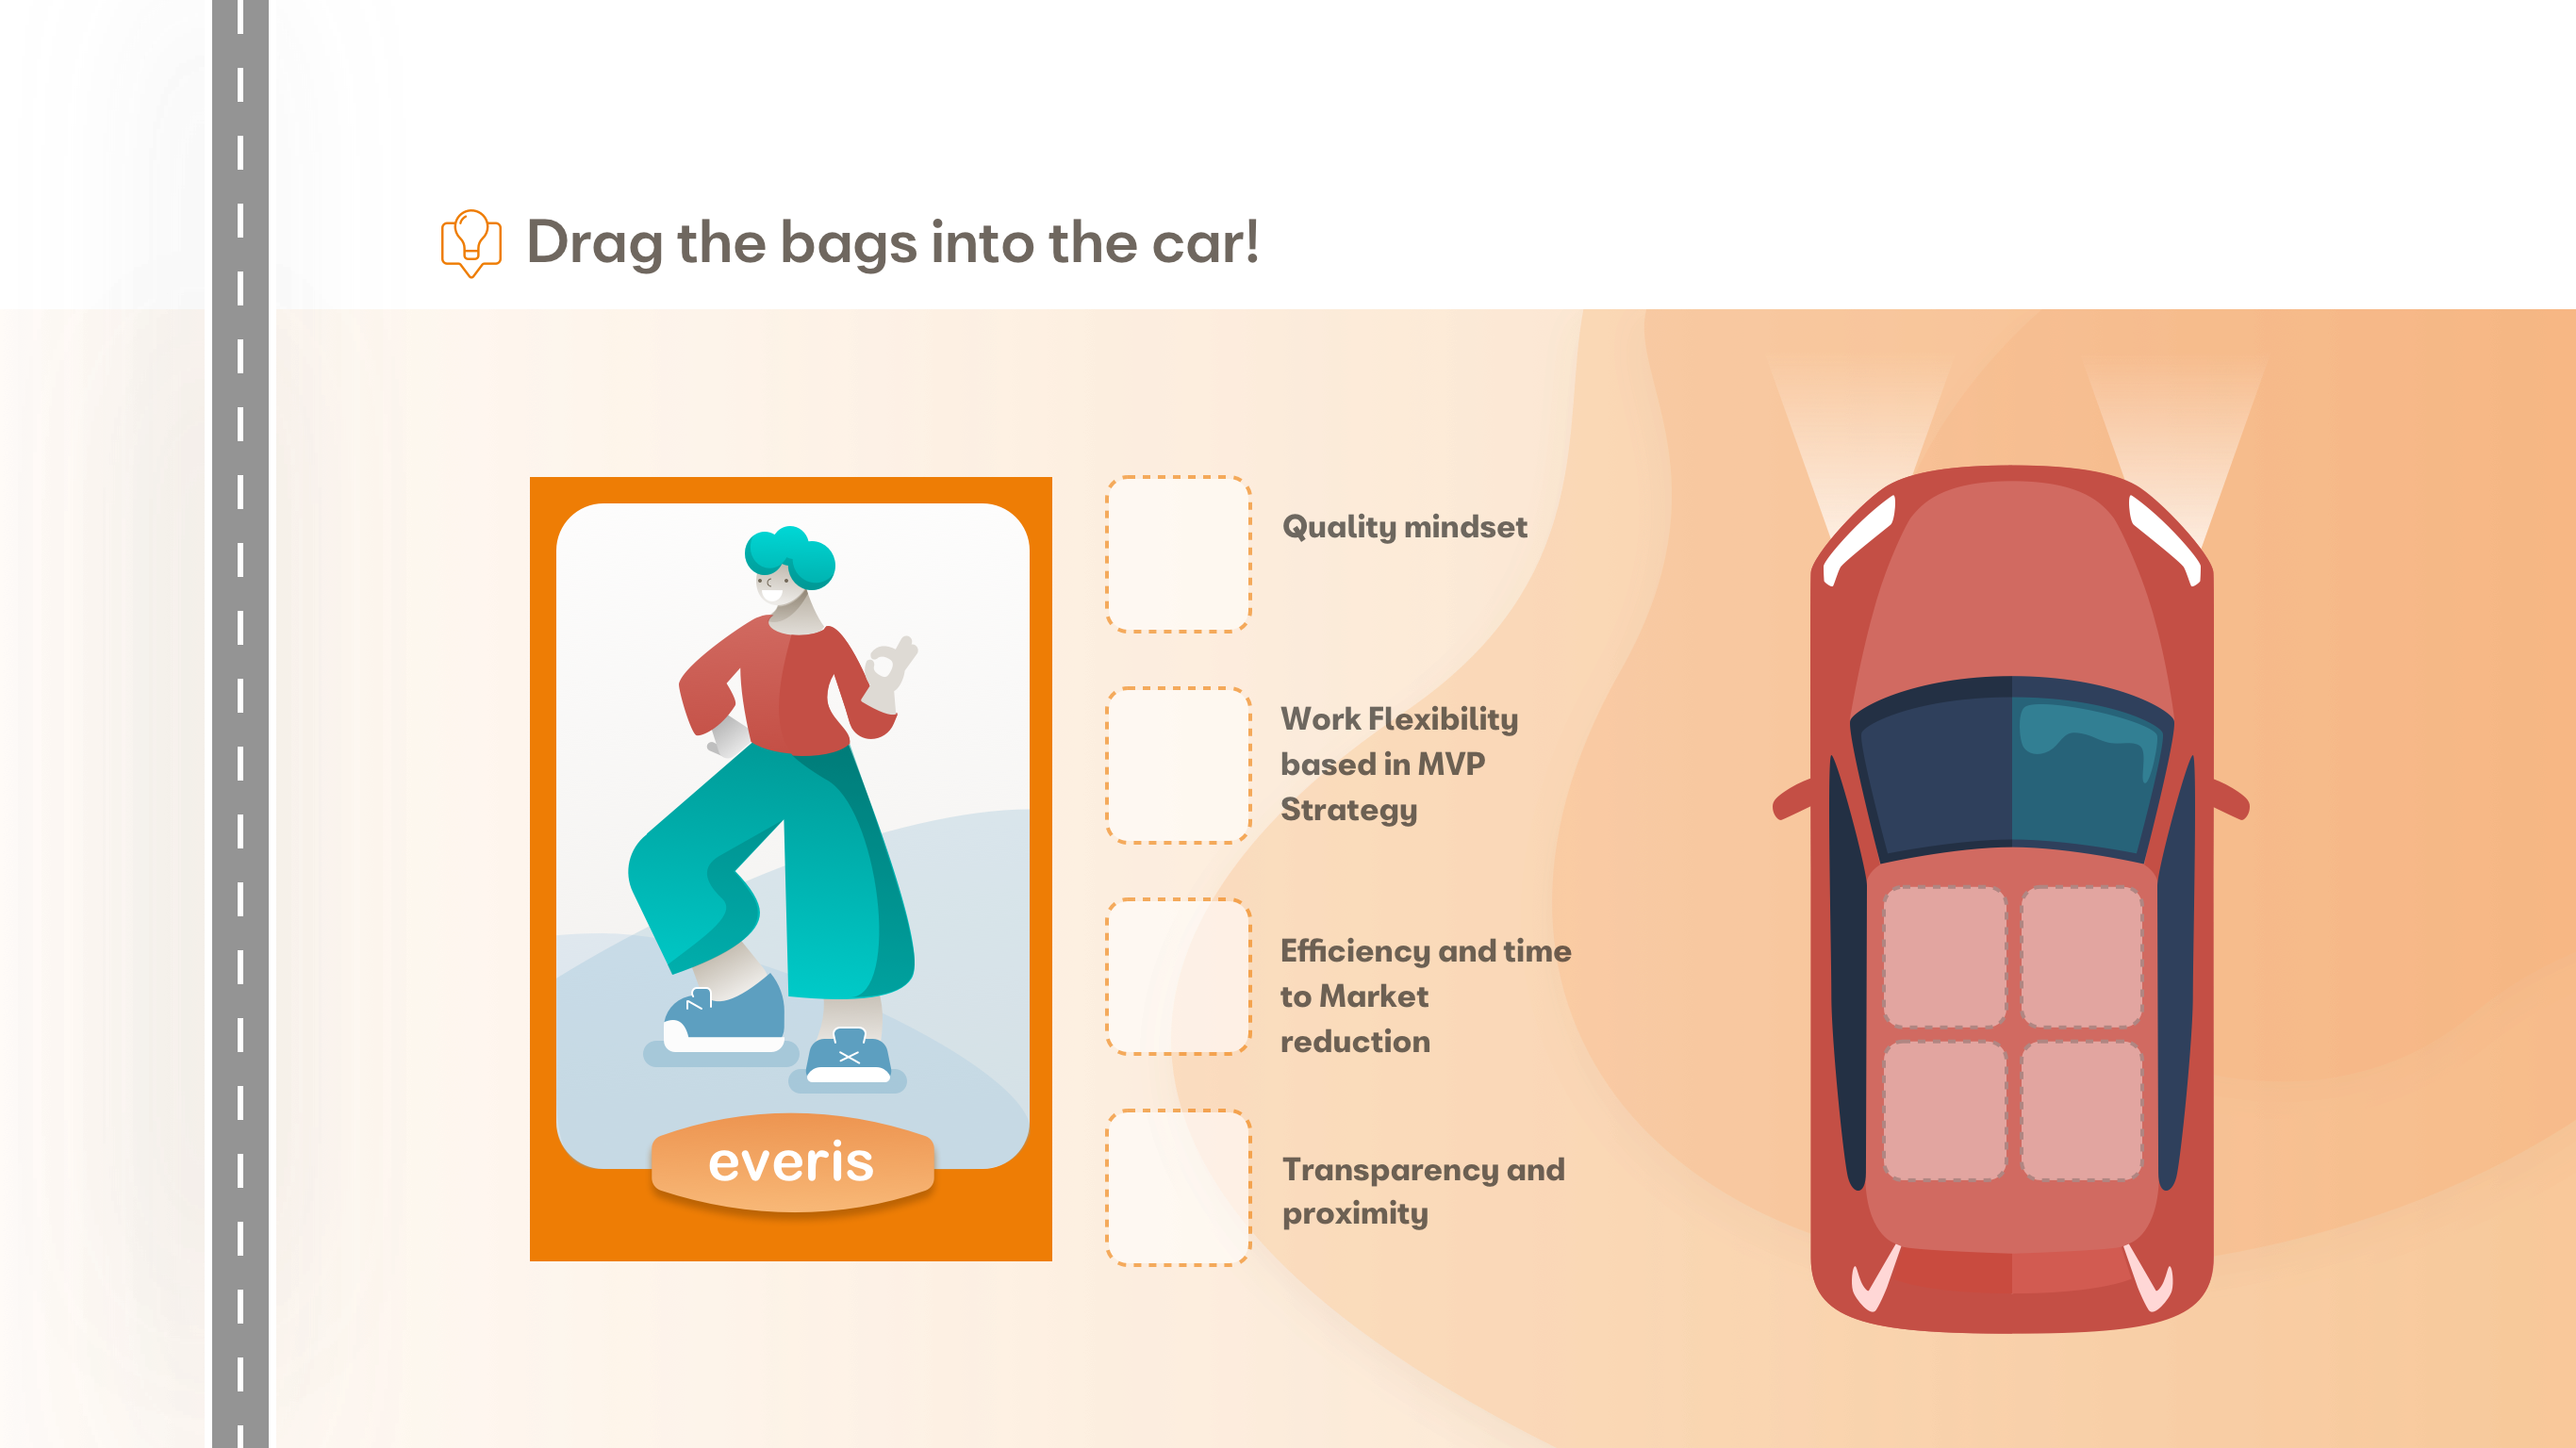 Drag the bags into the car!
Quality mindset
Work Flexibility
based in MVP
Strategy
Efficiency and time
to Market
reduction
Transparency and
proximity
everis